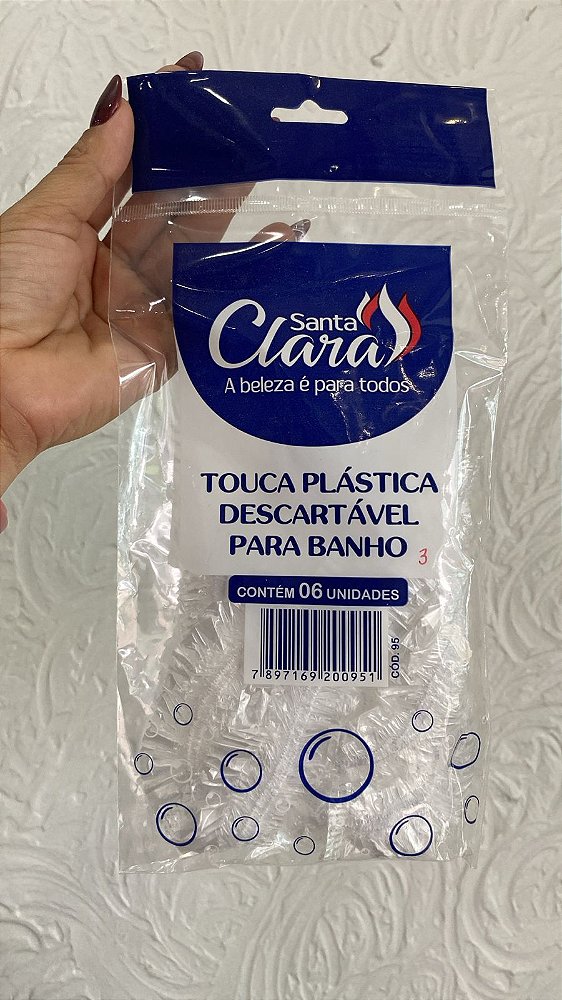 Santa
Clara
A beleza é para todos
TOUCA PLÁSTICA
DESCARTÁVEL
PARA BANHO 3
CONTÉM 06 UNIDADES
7 897169 200951
CÓD. 95